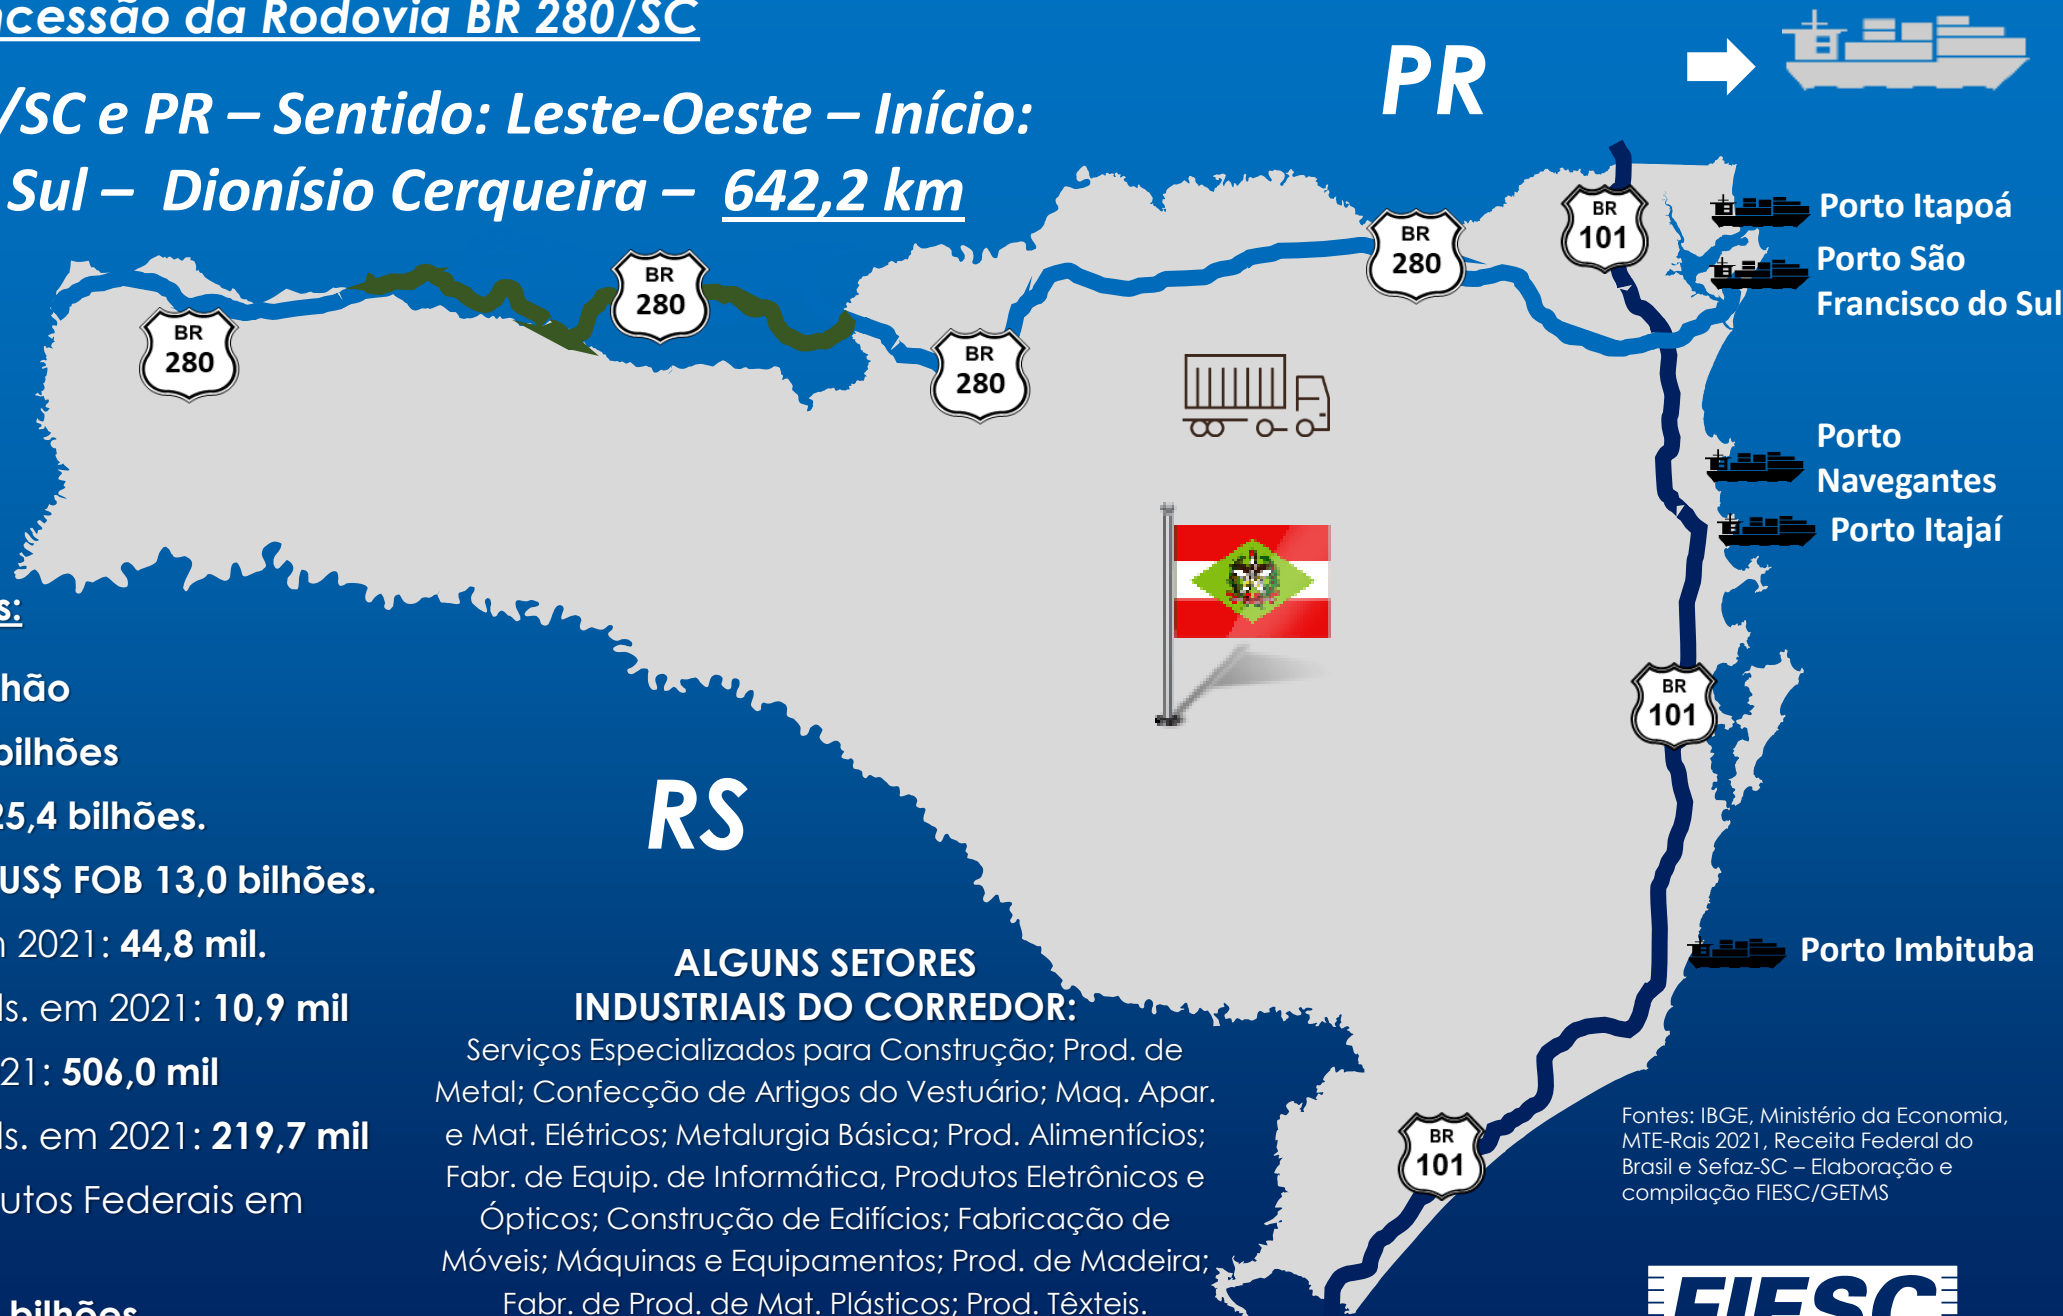 ncessão da Rodovia BR 280/SC
/SC e PR – Sentido: Leste-Oeste – Início:
Sul – Dionísio Cerqueira – 642,2 km
PR
BR
101
Porto Itapoá
BR
280
Porto São
Francisco do Sul
BR
280
BR
280
BR
280
Porto
Navegantes
Porto Itajaí
s:
hão
bilhões
25,4 bilhões.
US$ FOB 13,0 bilhões.
2021: 44,8 mil.
ds. em 2021: 10,9 mil
21: 506,0 mil
ds. em 2021: 219,7 mil
utos Federais em
bilhões
BR
101
RS
Porto Imbituba
ALGUNS SETORES
INDUSTRIAIS DO CORREDOR:
Serviços Especializados para Construção; Prod. de
Metal; Confecção de Artigos do Vestuário; Maq. Apar.
e Mat. Elétricos; Metalurgia Básica; Prod. Alimentícios;
Fabr. de Equip. de Informática, Produtos Eletrônicos e
Ópticos; Construção de Edifícios; Fabricação de
Móveis; Máquinas e Equipamentos; Prod. de Madeira;
Fabr. de Prod. de Mat. Plásticos; Prod. Têxteis.
BR
101
Fontes: IBGE, Ministério da Economia,
MTE-Rais 2021, Receita Federal do
Brasil e Sefaz-SC – Elaboração e
compilação FIESC/GETMS
FIESC